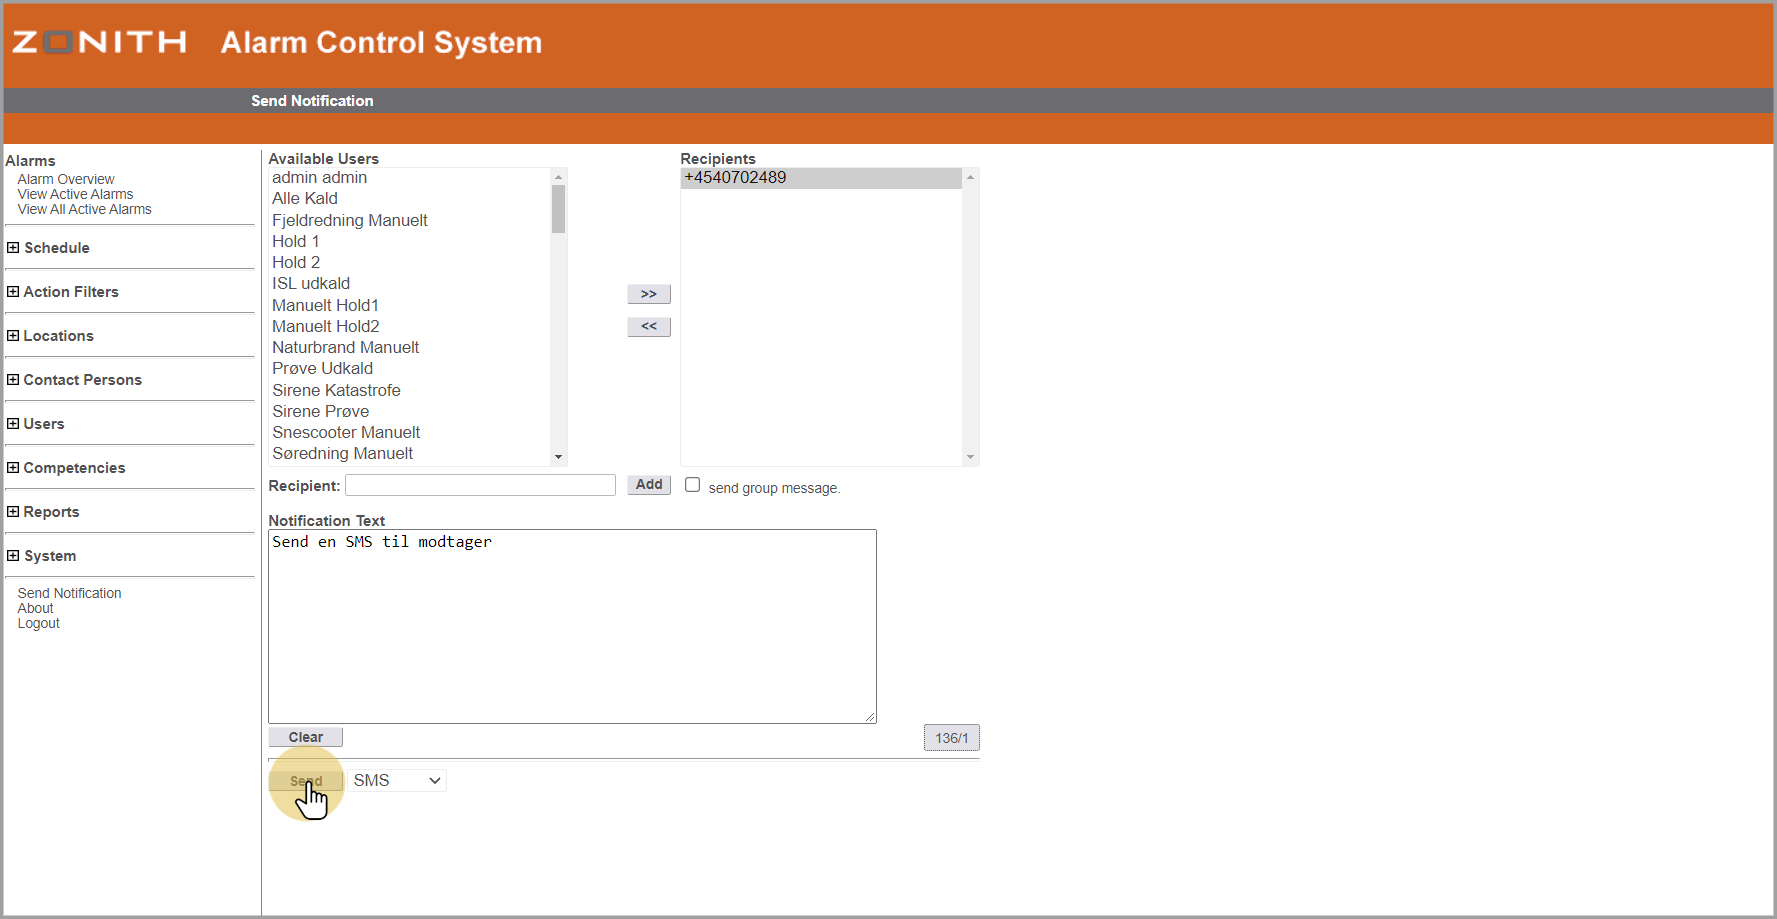 ZONITH Alarm Control System
Send Notification
Alarms
Alarm Overview
View Active Alarms
View All Active Alarms
Schedule
Action Filters
Locations
Contact Persons
Users
Competencies
Reports
System
Send Notification
About
Logout
Available Users
admin admin
Alle Kald
Fjeldredning Manuelt
Hold 1
Hold 2
ISL udkald
Manuelt Hold1
Manuelt Hold2
Naturbrand Manuelt
Prøve Udkald
Sirene Katastrofe
Sirene Prøve
Snescooter Manuelt
Søredning Manuelt
>>
<<
Recipients
+4540702489
Recipient:
Add
send group message.
Notification Text
Send en SMS til modtager
Clear
136/1
Send
SMS